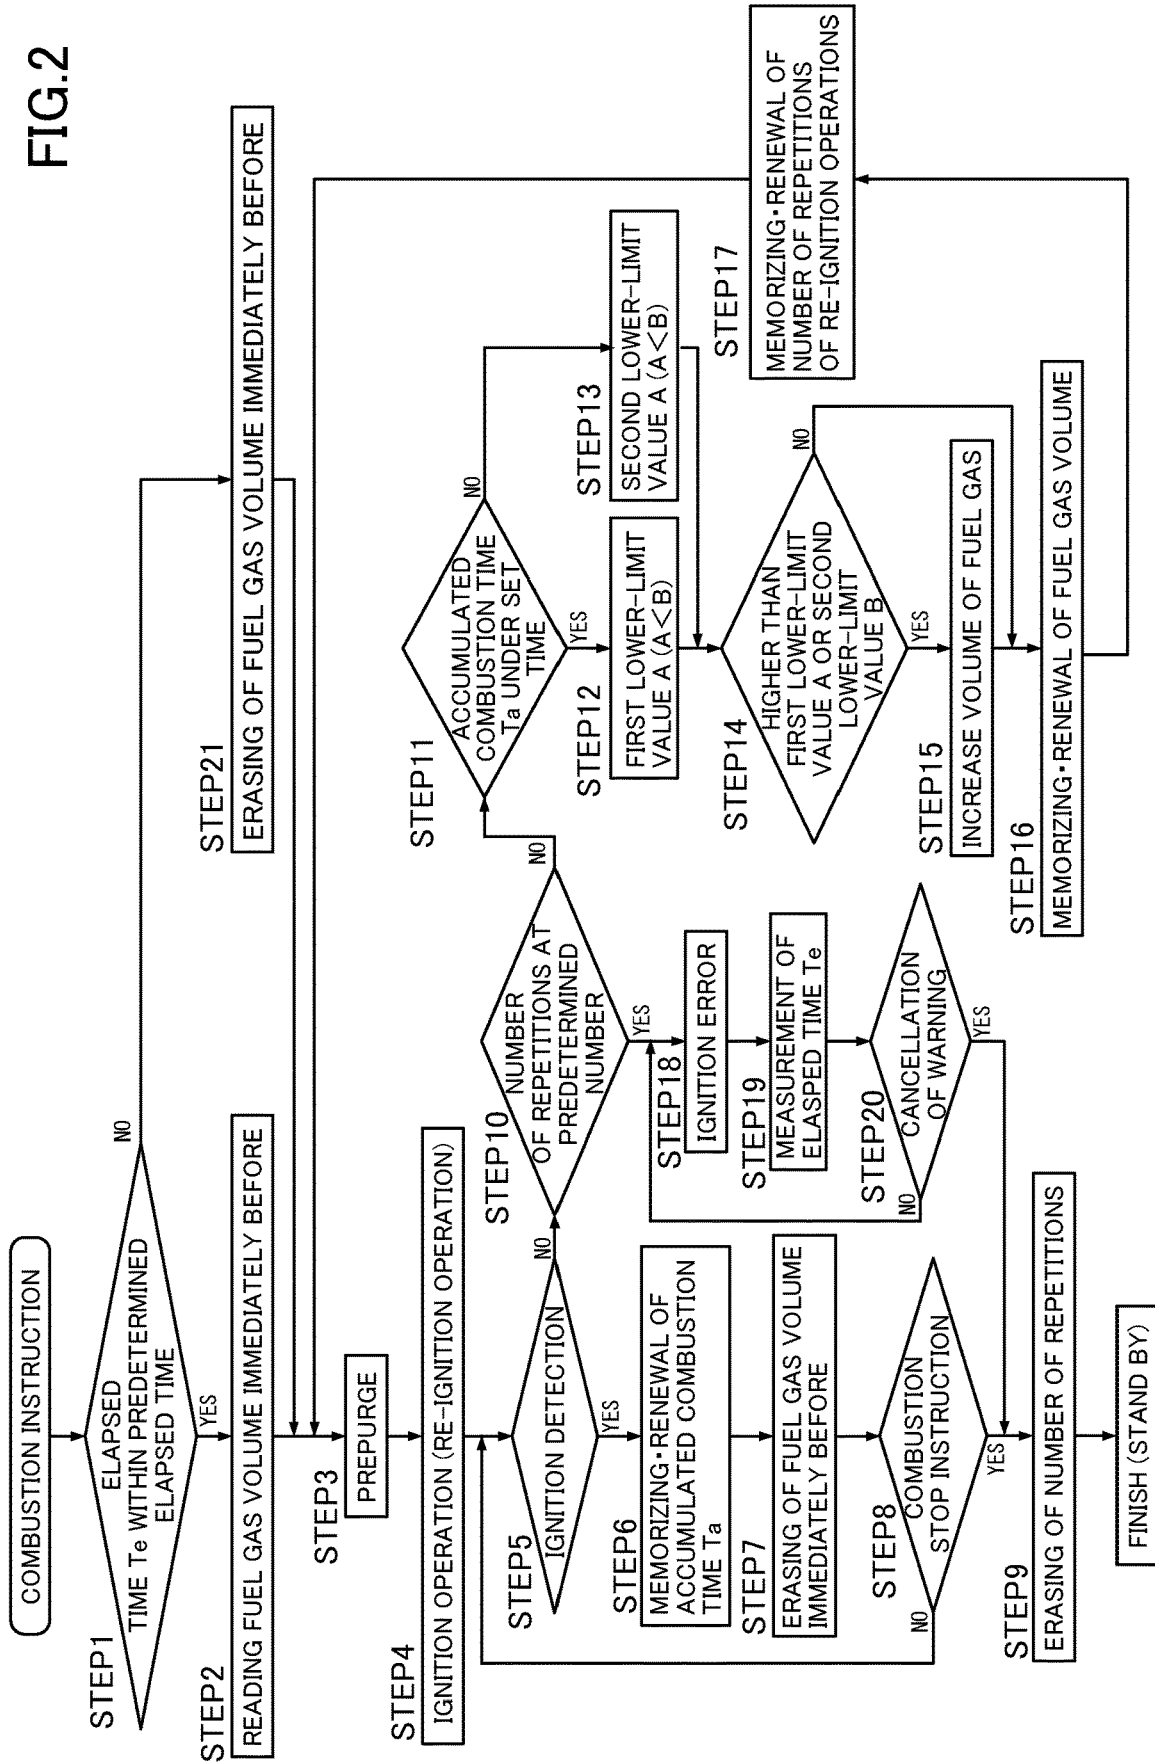 FIG.2
COMBUSTION INSTRUCTION
STEP1
ELAPSED
TIME Te WITHIN PREDETERMINED
ELAPSED TIME
NO
YES
STEP2
READING FUEL GAS VOLUME IMMEDIATELY BEFORE
STEP21
ERASING OF FUEL GAS VOLUME IMMEDIATELY BEFORE
STEP3
PREPURGE
STEP4
IGNITION OPERATION (RE-IGNITION OPERATION)
STEP5
IGNITION DETECTION
NO
YES
STEP6
MEMORIZING·RENEWAL OF
ACCUMULATED COMBUSTION
TIME Ta
STEP7
ERASING OF FUEL GAS VOLUME
IMMEDIATELY BEFORE
STEP8
COMBUSTION
STOP INSTRUCTION
NO
YES
STEP9
ERASING OF NUMBER OF REPETITIONS
FINISH (STAND BY)
STEP10
NUMBER
OF REPETITIONS AT
PREDETERMINED
NUMBER
NO
YES
STEP18
IGNITION ERROR
STEP19
MEASUREMENT OF
ELASPED TIME Te
STEP20
CANCELLATION
OF WARNING
NO
YES
STEP11
ACCUMULATED
COMBUSTION TIME
Ta UNDER SET
TIME
NO
YES
STEP12
FIRST LOWER-LIMIT
VALUE A (A<B)
STEP13
SECOND LOWER-LIMIT
VALUE A (A<B)
STEP14
HIGHER THAN
FIRST LOWER-LIMIT
VALUE A OR SECOND
LOWER-LIMIT
VALUE B
NO
YES
STEP15
INCREASE VOLUME OF FUEL GAS
STEP16
MEMORIZING·RENEWAL OF FUEL GAS VOLUME
STEP17
MEMORIZING·RENEWAL OF
NUMBER OF REPETITIONS
OF RE-IGNITION OPERATIONS